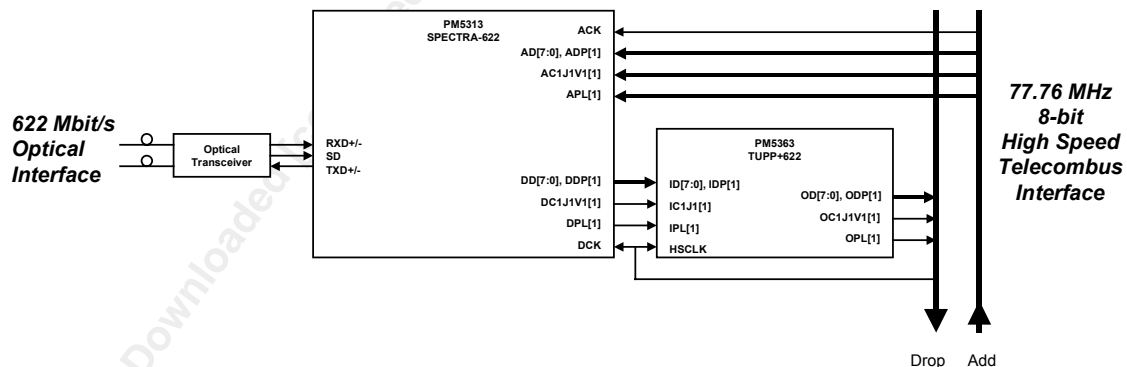 PM5313
SPECTRA-622
ACK
AD[7:0], ADP[1]
AC1J1V1[1]
APL[1]
622 Mbit/s
Optical
Interface
Optical
Transceiver
RXD+/-
SD
TXD+/-
DD[7:0], DDP[1]
DC1J1V1[1]
DPL[1]
DCK
PM5363
TUPP+622
ID[7:0], IDP[1]
IC1J1[1]
IPL[1]
HSCLK
OD[7:0], ODP[1]
OC1J1V1[1]
OPL[1]
77.76 MHz
8-bit
High Speed
Telecombus
Interface
Drop
Add
Downloaded